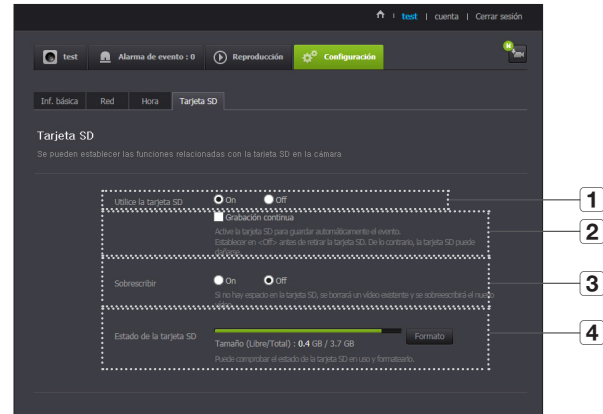 test | cuenta | Cerrar sesión
test Alarma de evento : 0 Reproducción Configuración
Inf. básica Red Hora Tarjeta SD
Tarjeta SD
Se pueden establecer las funciones relacionadas con la tarjeta SD en la cámara
Utilice la tarjeta SD On Off 1
Grabación continua
Active la tarjeta SD para guardar automáticamente el evento.
Establecer en <Off> antes de retirar la tarjeta SD. De lo contrario, la tarjeta SD puede
dañarse.
2
Sobrescribir On Off 3
Si no hay espacio en la tarjeta SD, se borrará un vídeo existente y se sobreescribirá el nuevo
Estado de la tarjeta SD Formato 4
Tamaño (Libre/Total) : 0.4 GB / 3.7 GB
Puede comprobar el estado de la tarjeta SD en uso y formatearlo.